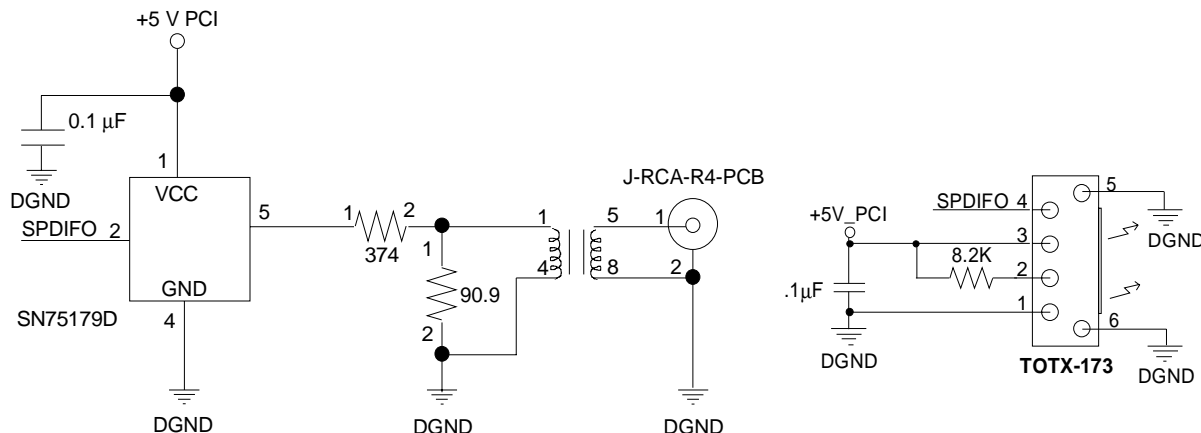 +5 V PCI
0.1 µF
1
DGND
VCC
SPDIFO 2
5
GND
SN75179D
4
DGND
1
2
374
1
90.9
2
DGND
1
4
5
8
J-RCA-R4-PCB
1
2
DGND
+5V_PCI
SPDIFO 4
3
8.2K
2
.1µF
1
DGND
5
DGND
6
DGND
TOTX-173